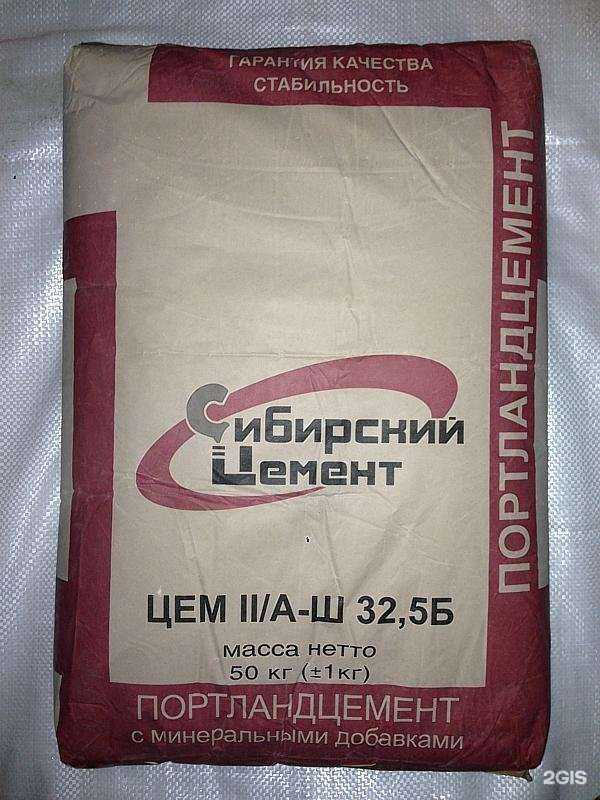 ГАРАНТИЯ КАЧЕСТВА
СТАБИЛЬНОСТЬ
ПОРТЛАНДЦЕМЕНТ
Сибирский
Цемент
ЦЕМ II/А-Ш 32,5Б
масса нетто
50 кг (±1кг)
ПОРТЛАНДЦЕМЕНТ
с минеральными добавками
2GIS